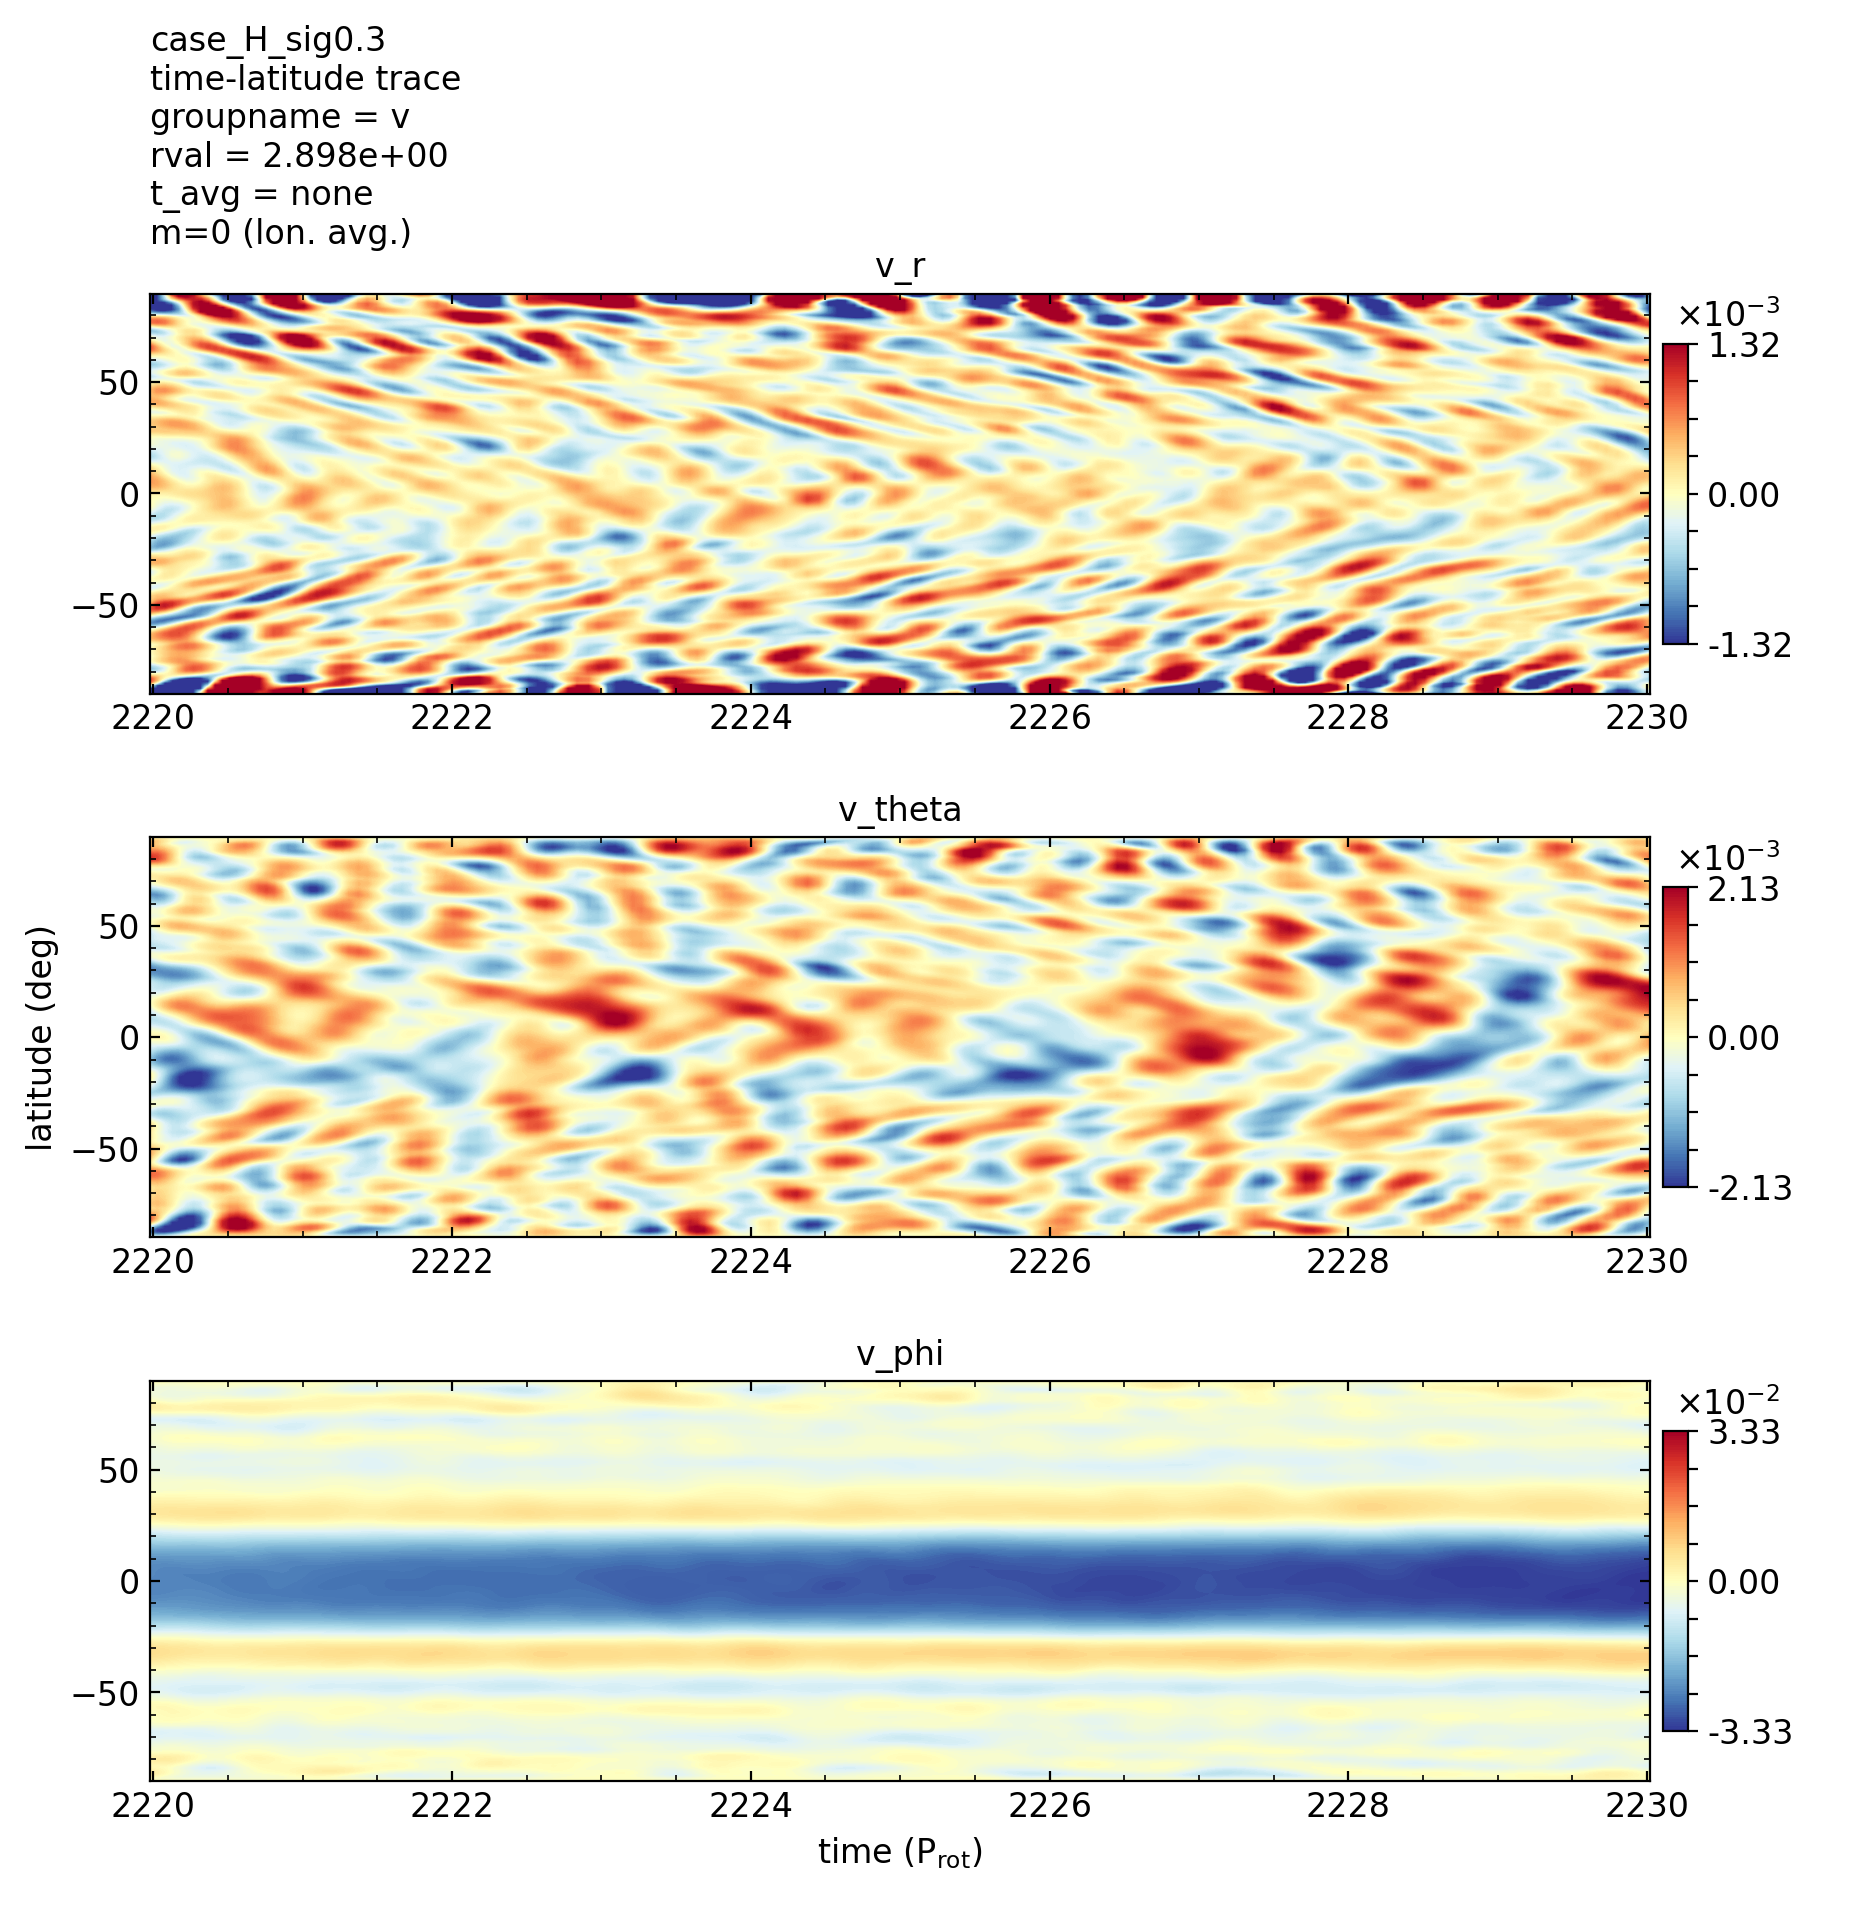 case_H_sig0.3
time-latitude trace
groupname = v
rval = 2.898e+00
t_avg = none
m=0 (lon. avg.)
v_r
×10⁻³
1.32
0.00
-1.32
50
0
−50
2220 2222 2224 2226 2228 2230
v_theta
×10⁻³
2.13
0.00
-2.13
latitude (deg)
50
0
−50
2220 2222 2224 2226 2228 2230
v_phi
×10⁻²
3.33
0.00
-3.33
50
0
−50
2220 2222 2224 2226 2228 2230
time (P_rot)